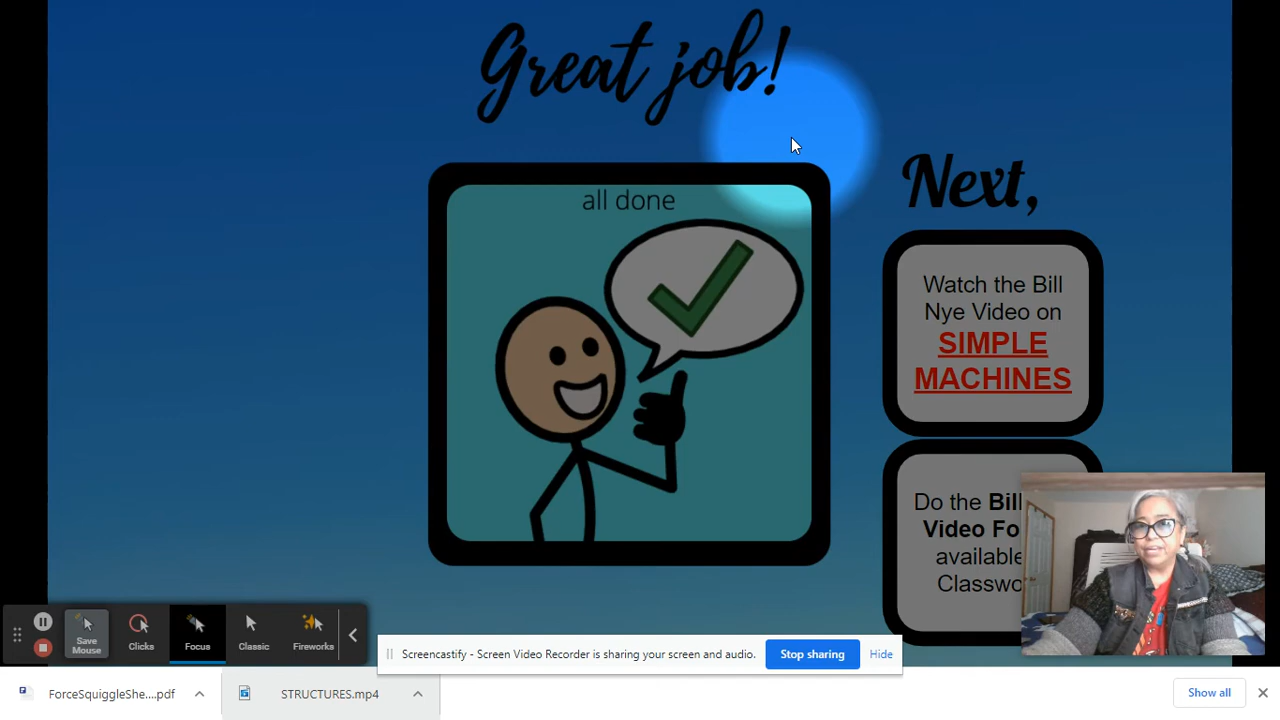 Great job!
all done
Next,
Watch the Bill
Nye Video on
SIMPLE
MACHINES
Do the Bill
Video Fo
available
Classwo
Save
Mouse
Clicks
Focus
Classic
Fireworks
Screencastify - Screen Video Recorder is sharing your screen and audio.
Stop sharing
Hide
ForceSquiggleShe....pdf
STRUCTURES.mp4
Show all